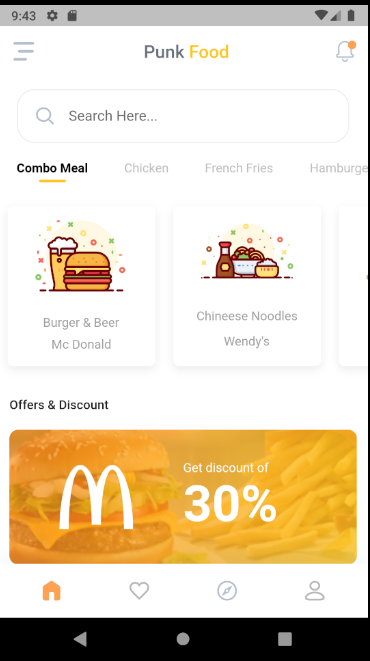 9:43
Punk Food
Search Here...
Combo Meal Chicken French Fries Hamburge
Burger & Beer
Mc Donald
Chineese Noodles
Wendy's
Offers & Discount
Get discount of
30%